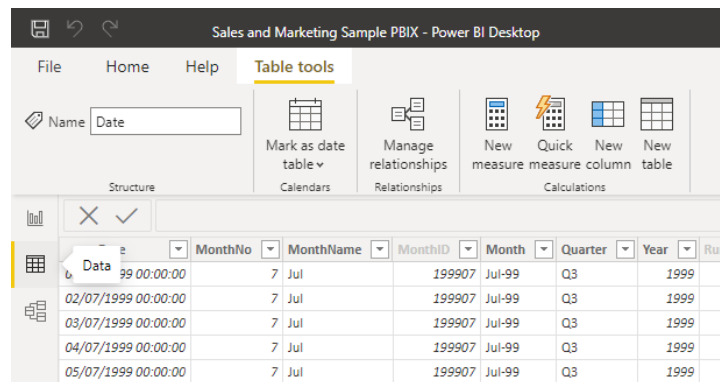 Sales and Marketing Sample PBIX - Power BI Desktop
File Home Help Table tools
Name Date
Mark as date table
Manage relationships
New measure
Quick measure
New column
New table
Structure Calendars Relationships Calculations
Data
MonthNo MonthName MonthID Month Quarter Year
00:00:00 7 Jul 199907 Jul-99 Q3 1999
02/07/1999 00:00:00 7 Jul 199907 Jul-99 Q3 1999
03/07/1999 00:00:00 7 Jul 199907 Jul-99 Q3 1999
04/07/1999 00:00:00 7 Jul 199907 Jul-99 Q3 1999
05/07/1999 00:00:00 7 Jul 199907 Jul-99 Q3 1999